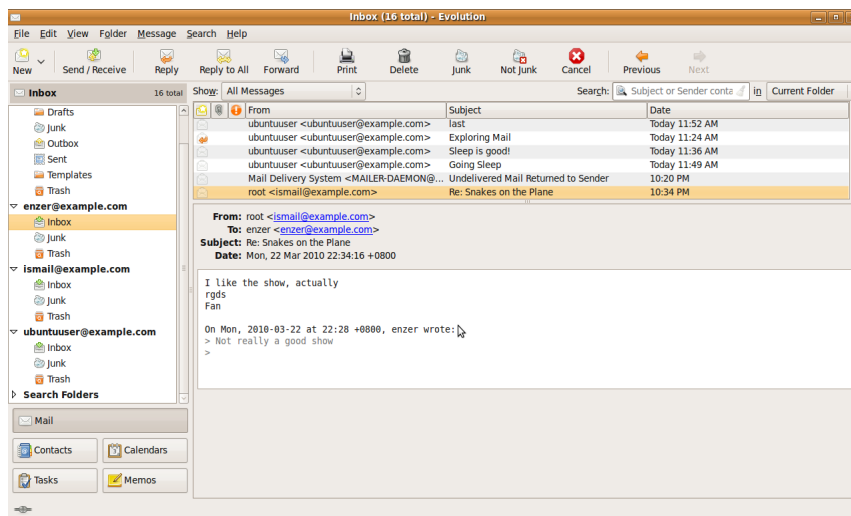 Inbox (16 total) - Evolution
File Edit View Folder Message Search Help
New Send / Receive Reply Reply to All Forward Print Delete Junk Not Junk Cancel Previous Next
Inbox 16 total Show: All Messages Search: Subject or Sender conta in Current Folder
From Subject Date
ubuntuuser <ubuntuuser@example.com> last Today 11:52 AM
ubuntuuser <ubuntuuser@example.com> Exploring Mail Today 11:24 AM
ubuntuuser <ubuntuuser@example.com> Sleep is good! Today 11:36 AM
ubuntuuser <ubuntuuser@example.com> Going Sleep Today 11:49 AM
Mail Delivery System <MAILER-DAEMON@... Undelivered Mail Returned to Sender 10:20 PM
root <ismail@example.com> Re: Snakes on the Plane 10:34 PM
Drafts
Junk
Outbox
Sent
Templates
Trash
enzer@example.com
Inbox
Junk
Trash
ismail@example.com
Inbox
Junk
Trash
ubuntuuser@example.com
Inbox
Junk
Trash
Search Folders
Mail
Contacts Calendars
Tasks Memos
From: root <ismail@example.com>
To: enzer <enzer@example.com>
Subject: Re: Snakes on the Plane
Date: Mon, 22 Mar 2010 22:34:16 +0800
I like the show, actually
rgds
Fan
On Mon, 2010-03-22 at 22:28 +0800, enzer wrote:
> Not really a good show
>